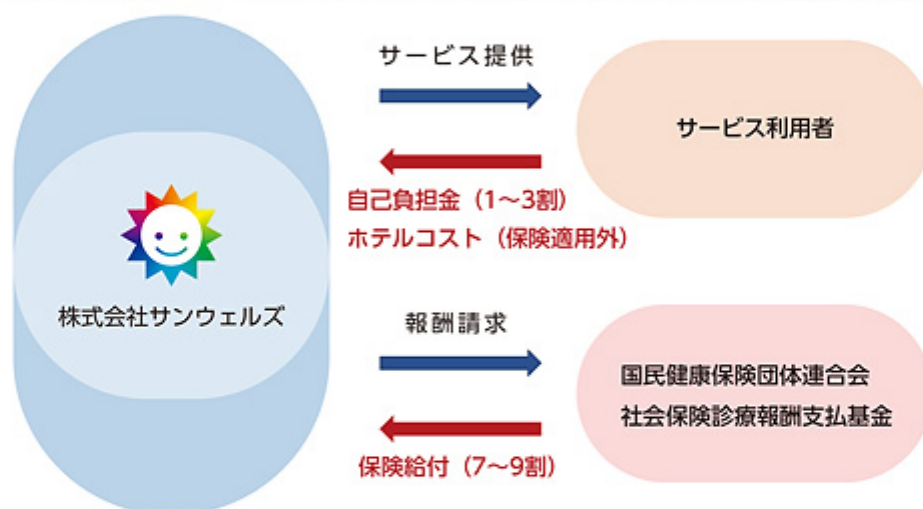 サービス提供
サービス利用者
自己負担金（1～3割）
ホテルコスト（保険適用外）
株式会社サンウェルズ
報酬請求
国民健康保険団体連合会
社会保険診療報酬支払基金
保険給付（7～9割）